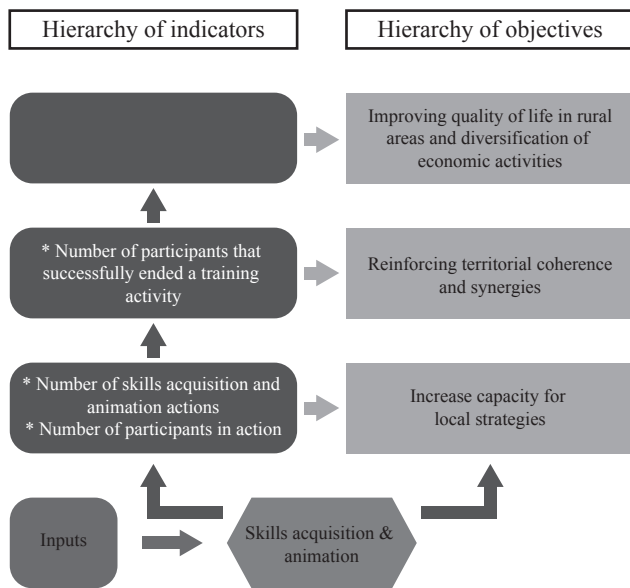 Hierarchy of indicators
Hierarchy of objectives
Improving quality of life in rural
areas and diversification of
economic activities
* Number of participants that
successfully ended a training
activity
Reinforcing territorial coherence
and synergies
* Number of skills acquisition and
animation actions
* Number of participants in action
Increase capacity for
local strategies
Inputs
Skills acquisition &
animation